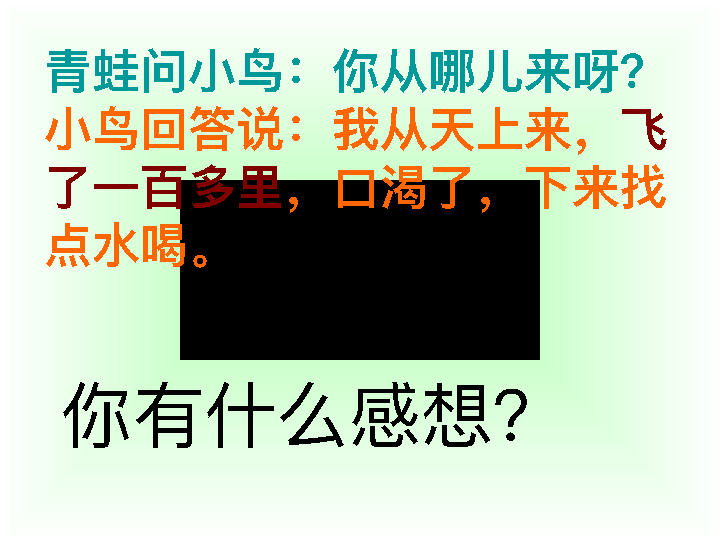 青蛙问小鸟：你从哪儿来呀？
小鸟回答说：我从天上来，飞
了一百多里，口渴了，下来找
点水喝。
你有什么感想？